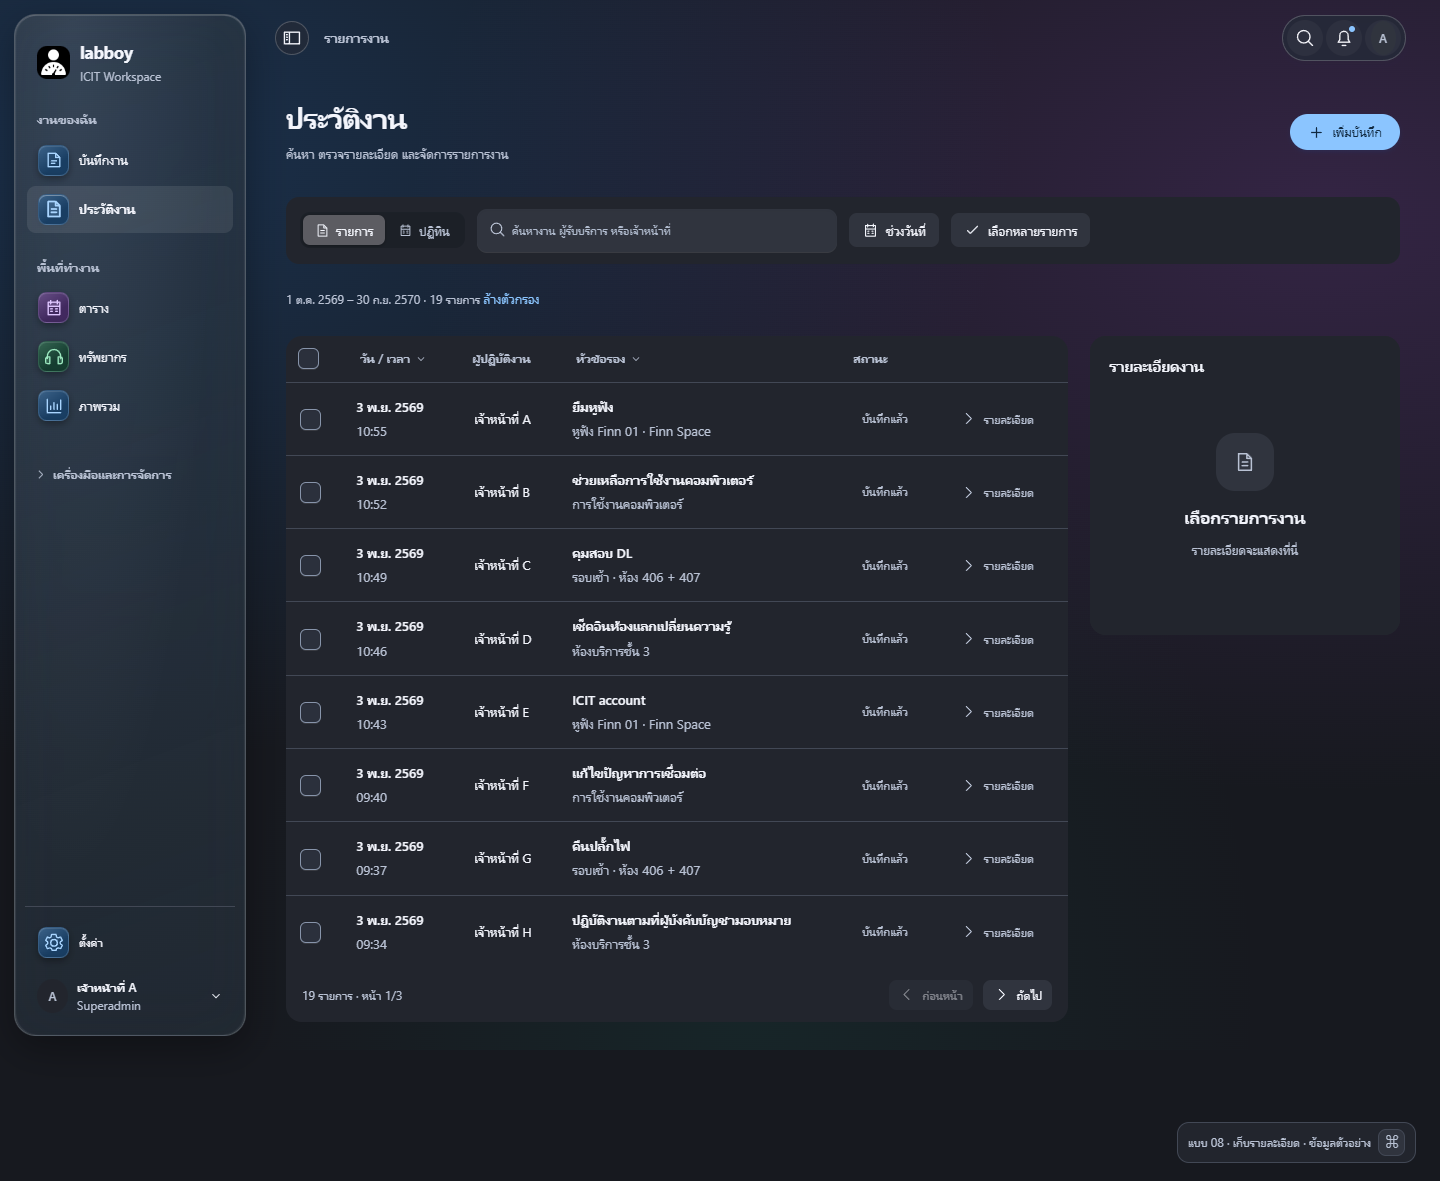 labboy
ICIT Workspace
งานของฉัน
บันทึกงาน
ประวัติงาน
พื้นที่ทำงาน
ตาราง
ทรัพยากร
ภาพรวม
เครื่องมือและการจัดการ
ตั้งค่า
A
เจ้าหน้าที่ A
Superadmin
รายการงาน
A
ประวัติงาน
ค้นหา ตรวจรายละเอียด และจัดการรายการงาน
เพิ่มบันทึก
รายการ ปฏิทิน ค้นหางาน ผู้รับบริการ หรือเจ้าหน้าที่ ช่วงวันที่ เลือกหลายรายการ
1 ต.ค. 2569 – 30 ก.ย. 2570 · 19 รายการ ล้างตัวกรอง
วัน / เวลา ผู้ปฏิบัติงาน หัวข้อรอง สถานะ
3 พ.ย. 2569
10:55
เจ้าหน้าที่ A
ยืมหูฟัง
หูฟัง Finn 01 · Finn Space
บันทึกแล้ว
รายละเอียด
3 พ.ย. 2569
10:52
เจ้าหน้าที่ B
ช่วยเหลือการใช้งานคอมพิวเตอร์
การใช้งานคอมพิวเตอร์
บันทึกแล้ว
รายละเอียด
3 พ.ย. 2569
10:49
เจ้าหน้าที่ C
คุมสอบ DL
รอบเช้า · ห้อง 406 + 407
บันทึกแล้ว
รายละเอียด
3 พ.ย. 2569
10:46
เจ้าหน้าที่ D
เช็คอินห้องแลกเปลี่ยนความรู้
ห้องบริการชั้น 3
บันทึกแล้ว
รายละเอียด
3 พ.ย. 2569
10:43
เจ้าหน้าที่ E
ICIT account
หูฟัง Finn 01 · Finn Space
บันทึกแล้ว
รายละเอียด
3 พ.ย. 2569
09:40
เจ้าหน้าที่ F
แก้ไขปัญหาการเชื่อมต่อ
การใช้งานคอมพิวเตอร์
บันทึกแล้ว
รายละเอียด
3 พ.ย. 2569
09:37
เจ้าหน้าที่ G
คืนปลั๊กไฟ
รอบเช้า · ห้อง 406 + 407
บันทึกแล้ว
รายละเอียด
3 พ.ย. 2569
09:34
เจ้าหน้าที่ H
ปฏิบัติงานตามที่ผู้บังคับบัญชามอบหมาย
ห้องบริการชั้น 3
บันทึกแล้ว
รายละเอียด
19 รายการ · หน้า 1/3
ก่อนหน้า ถัดไป
รายละเอียดงาน
เลือกรายการงาน
รายละเอียดจะแสดงที่นี่
แบบ 08 · เก็บรายละเอียด · ข้อมูลตัวอย่าง ⌘